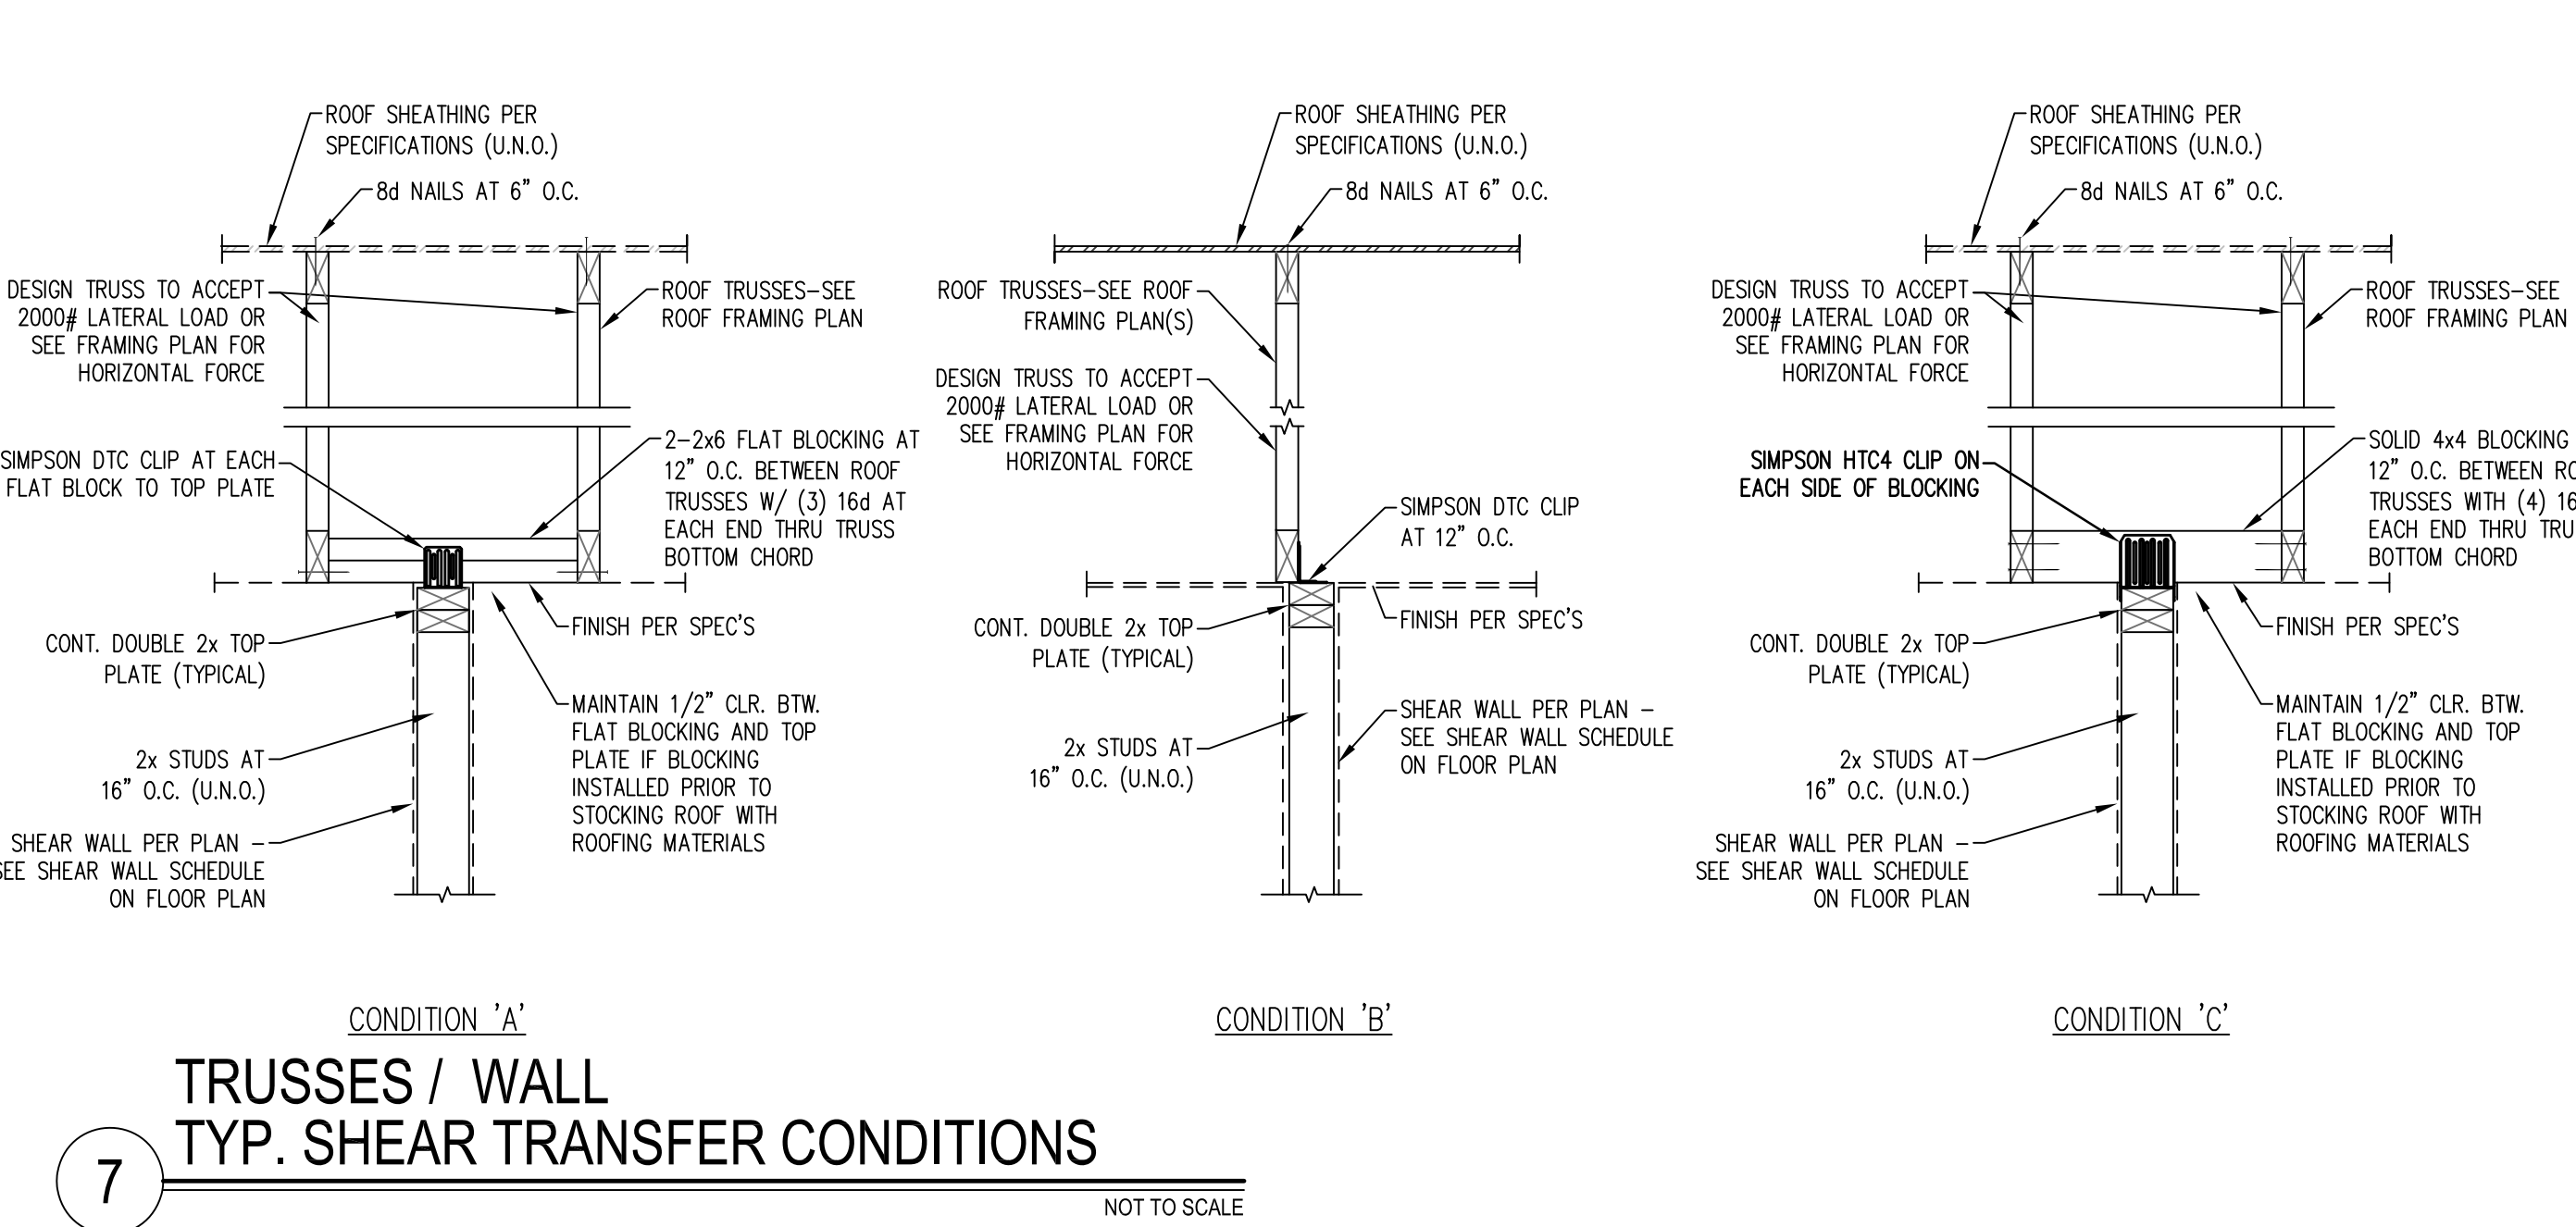 ROOF SHEATHING PER
SPECIFICATIONS (U.N.O.)
8d NAILS AT 6" O.C.
DESIGN TRUSS TO ACCEPT
2000# LATERAL LOAD OR
SEE FRAMING PLAN FOR
HORIZONTAL FORCE
ROOF TRUSSES-SEE
ROOF FRAMING PLAN
SIMPSON DTC CLIP AT EACH
FLAT BLOCK TO TOP PLATE
2-2x6 FLAT BLOCKING AT
12" O.C. BETWEEN ROOF
TRUSSES W/ (3) 16d AT
EACH END THRU TRUSS
BOTTOM CHORD
CONT. DOUBLE 2x TOP
PLATE (TYPICAL)
FINISH PER SPEC'S
2x STUDS AT
16" O.C. (U.N.O.)
MAINTAIN 1/2" CLR. BTW.
FLAT BLOCKING AND TOP
PLATE IF BLOCKING
INSTALLED PRIOR TO
STOCKING ROOF WITH
ROOFING MATERIALS
SHEAR WALL PER PLAN -
SEE SHEAR WALL SCHEDULE
ON FLOOR PLAN
CONDITION 'A'
ROOF SHEATHING PER
SPECIFICATIONS (U.N.O.)
8d NAILS AT 6" O.C.
ROOF TRUSSES-SEE ROOF
FRAMING PLAN(S)
DESIGN TRUSS TO ACCEPT
2000# LATERAL LOAD OR
SEE FRAMING PLAN FOR
HORIZONTAL FORCE
SIMPSON DTC CLIP
AT 12" O.C.
CONT. DOUBLE 2x TOP
PLATE (TYPICAL)
FINISH PER SPEC'S
2x STUDS AT
16" O.C. (U.N.O.)
SHEAR WALL PER PLAN -
SEE SHEAR WALL SCHEDULE
ON FLOOR PLAN
CONDITION 'B'
ROOF SHEATHING PER
SPECIFICATIONS (U.N.O.)
8d NAILS AT 6" O.C.
DESIGN TRUSS TO ACCEPT
2000# LATERAL LOAD OR
SEE FRAMING PLAN FOR
HORIZONTAL FORCE
ROOF TRUSSES-SEE
ROOF FRAMING PLAN
SIMPSON HTC4 CLIP ON
EACH SIDE OF BLOCKING
SOLID 4x4 BLOCKING
12" O.C. BETWEEN
TRUSSES WITH (4)
EACH END THRU
BOTTOM CHORD
CONT. DOUBLE 2x TOP
PLATE (TYPICAL)
FINISH PER SPEC'S
2x STUDS AT
16" O.C. (U.N.O.)
MAINTAIN 1/2" CLR. BTW.
FLAT BLOCKING AND TOP
PLATE IF BLOCKING
INSTALLED PRIOR TO
STOCKING ROOF WITH
ROOFING MATERIALS
SHEAR WALL PER PLAN -
SEE SHEAR WALL SCHEDULE
ON FLOOR PLAN
CONDITION 'C'
7
TRUSSES / WALL
TYP. SHEAR TRANSFER CONDITIONS
NOT TO SCALE